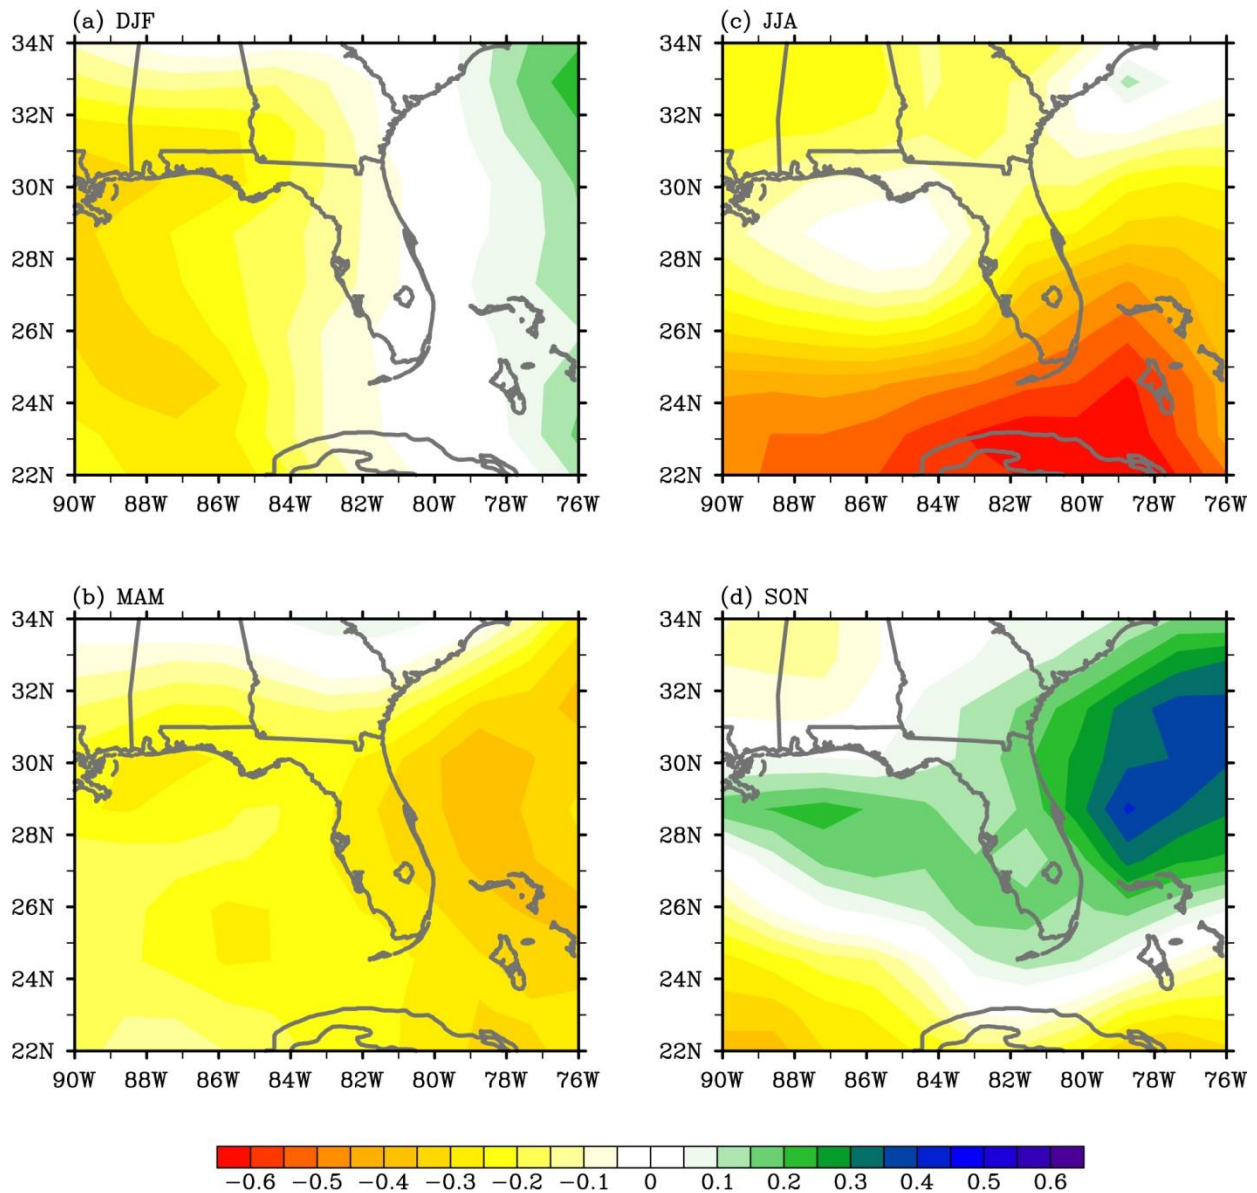 (a) DJF
34N
32N
30N
28N
26N
24N
22N
90W 88W 86W 84W 82W 80W 78W 76W
(c) JJA
34N
32N
30N
28N
26N
24N
22N
90W 88W 86W 84W 82W 80W 78W 76W
(b) MAM
34N
32N
30N
28N
26N
24N
22N
90W 88W 86W 84W 82W 80W 78W 76W
(d) SON
34N
32N
30N
28N
26N
24N
22N
90W 88W 86W 84W 82W 80W 78W 76W
−0.6 −0.5 −0.4 −0.3 −0.2 −0.1 0 0.1 0.2 0.3 0.4 0.5 0.6